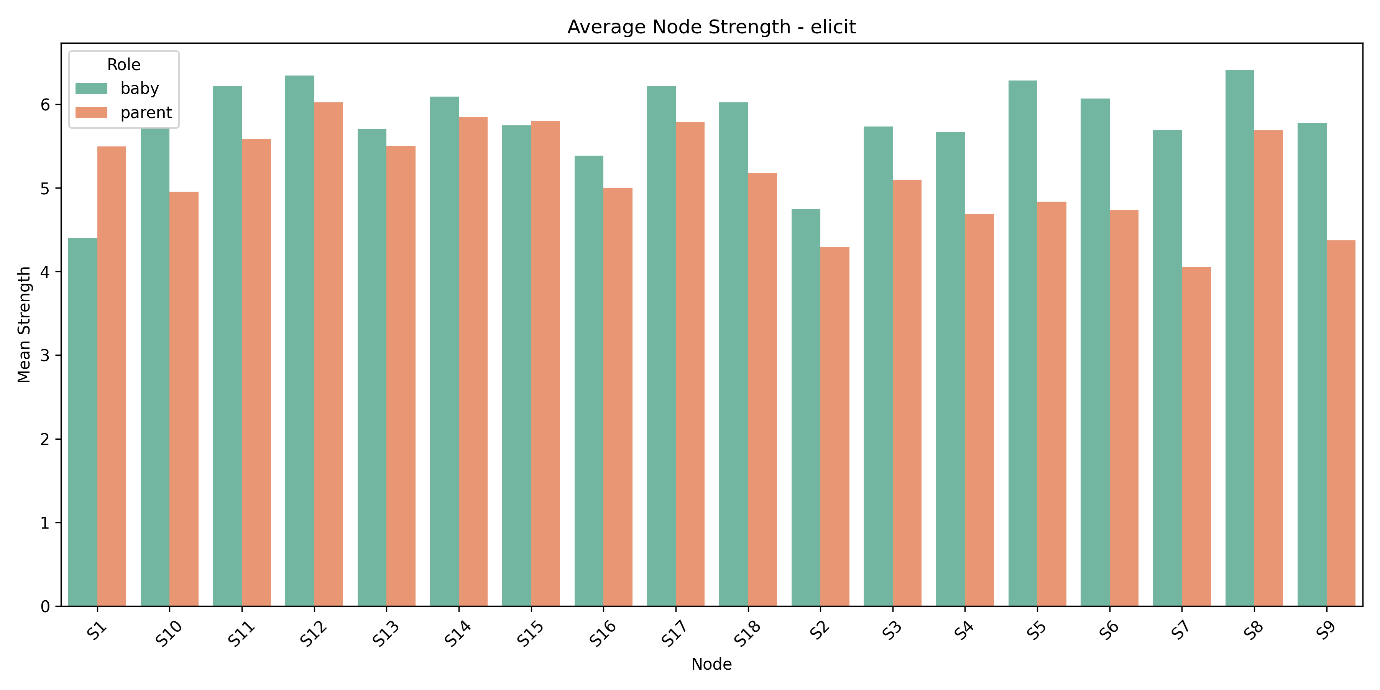 Average Node Strength - elicit
Role
baby
parent
Mean Strength
6
5
4
3
2
1
0
S1 S10 S11 S12 S13 S14 S15 S16 S17 S18 S2 S3 S4 S5 S6 S7 S8 S9
Node